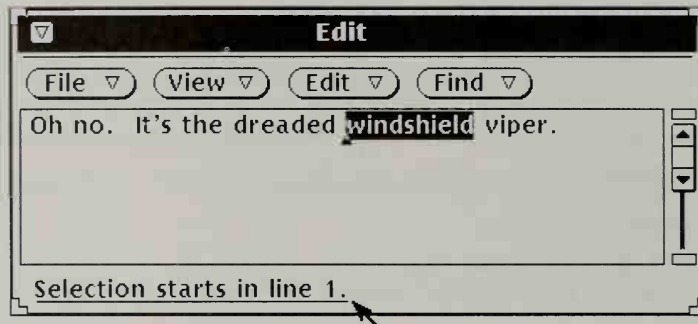 Edit
File View Edit Find
Oh no. It's the dreaded windshield viper.
Selection starts in line 1.